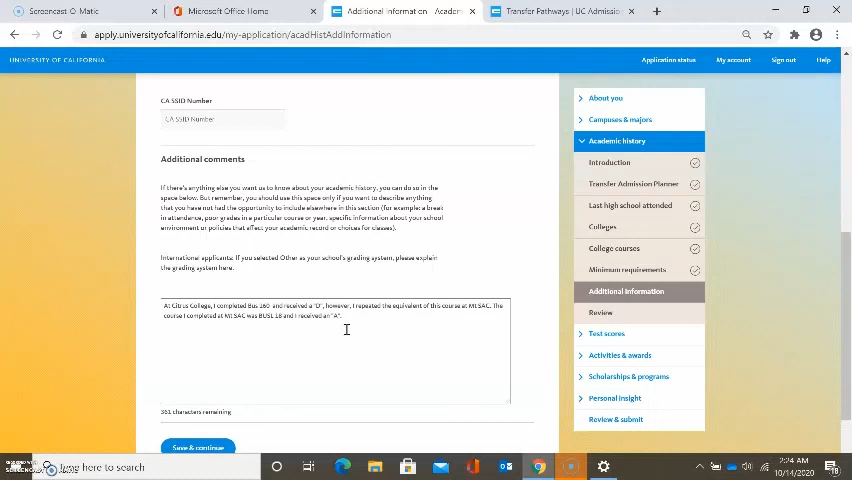 Screencast-O-Matic
Microsoft Office Home
Additional Information - Academ
Transfer Pathways | UC Admissio
apply.universityofcalifornia.edu/my-application/acadHistAddInformation
UNIVERSITY OF CALIFORNIA
Application status
My account
Sign out
Help
CA SSID Number
CA SSID Number
Additional comments
If there's anything else you want us to know about your academic history, you can do so in the
space below. But remember, you should use this space only if you want to describe anything
that you have not had the opportunity to include elsewhere in this section (for example: a break
in attendance, poor grades in a particular course or year, specific information about your school
environment or policies that affect your academic record or choices for classes).
International applicants: If you selected Other as your school's grading system, please explain
the grading system here.
At Citrus College, I completed Bus 160 and received a "D", however, I repeated the equivalent of this course at Mt SAC. The
course I completed at Mt SAC was BUSL 18 and I received an "A".
361 characters remaining
Save & continue
About you
Campuses & majors
Academic history
Introduction
Transfer Admission Planner
Last high school attended
Colleges
College courses
Minimum requirements
Additional information
Review
Test scores
Activities & awards
Scholarships & programs
Personal insight
Review & submit
Type here to search
2:24 AM
10/14/2020